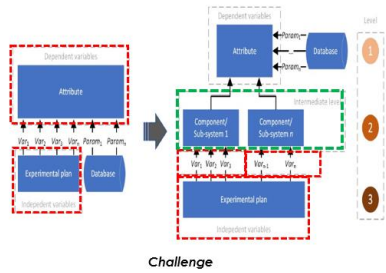 Dependent variables
Attribute
Var1 Var2 Var3 Varn Param1 Paramn
Experimental plan
Database
Indepedent variables
Dependent variables
Attribute
Param1
...
Paramn
Database
Intermediate level
Component/
Sub-system 1
Component/
Sub-system n
Var1 Var2 Var3 Varn-1 Varn
Experimental plan
Independent variables
Level
1
2
3
Challenge